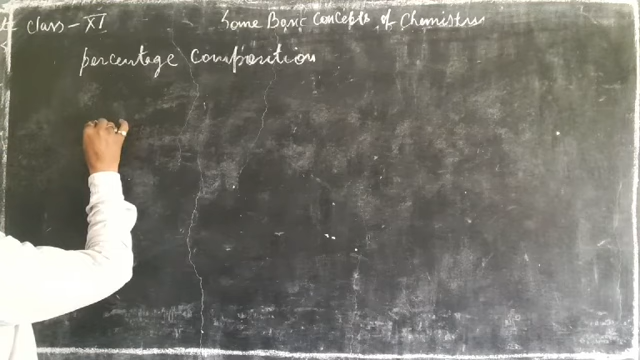 Class - XI
Some Basic Concepts of Chemistry
percentage Composition